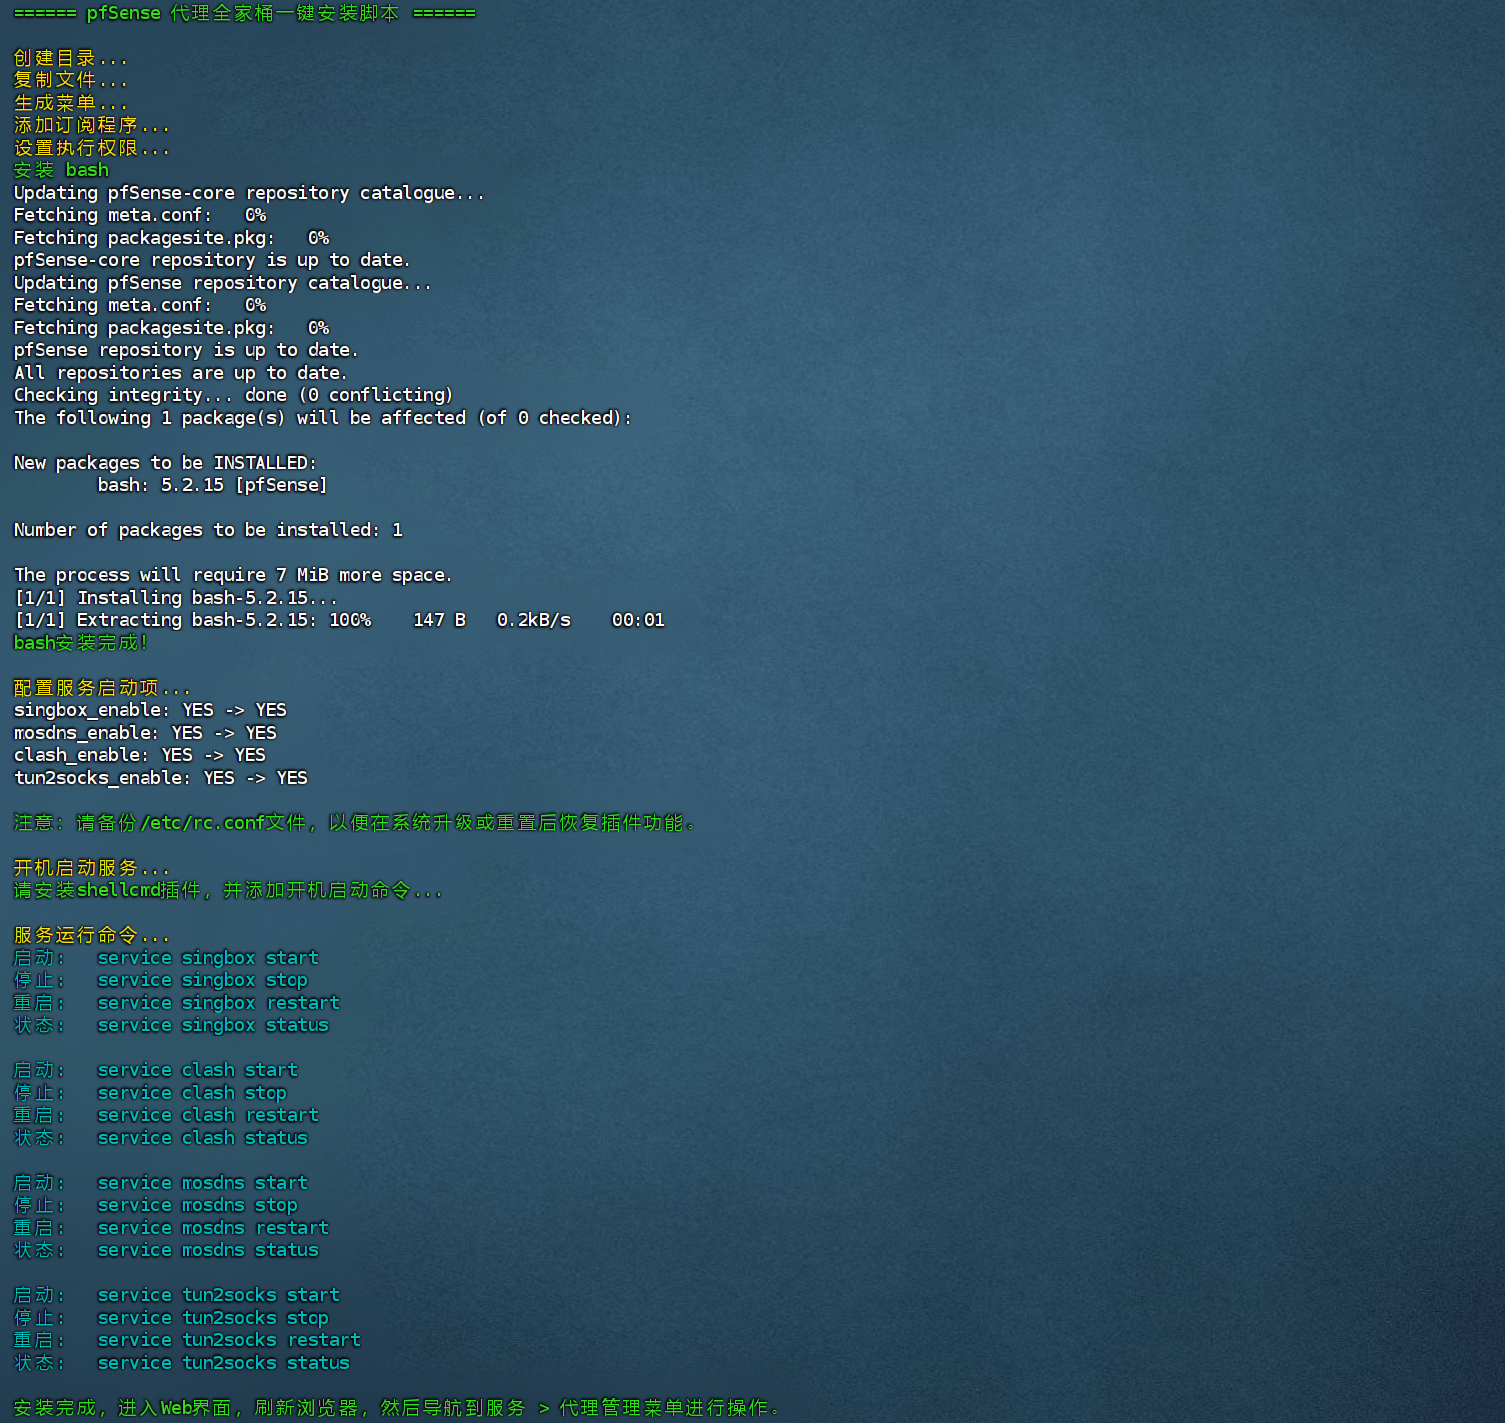 ====== pfSense 代理全家桶一键安装脚本 ======
创建目录...
复制文件...
生成菜单...
添加订阅程序...
设置执行权限...
安装 bash
Updating pfSense-core repository catalogue...
Fetching meta.conf:   0%
Fetching packagesite.pkg:   0%
pfSense-core repository is up to date.
Updating pfSense repository catalogue...
Fetching meta.conf:   0%
Fetching packagesite.pkg:   0%
pfSense repository is up to date.
All repositories are up to date.
Checking integrity... done (0 conflicting)
The following 1 package(s) will be affected (of 0 checked):
New packages to be INSTALLED:
        bash: 5.2.15 [pfSense]
Number of packages to be installed: 1
The process will require 7 MiB more space.
[1/1] Installing bash-5.2.15...
[1/1] Extracting bash-5.2.15: 100%    147 B   0.2kB/s    00:01
bash安装完成！
配置服务启动项...
singbox_enable: YES -> YES
mosdns_enable: YES -> YES
clash_enable: YES -> YES
tun2socks_enable: YES -> YES
注意：请备份/etc/rc.conf文件，以便在系统升级或重置后恢复插件功能。
开机启动服务...
请安装shellcmd插件，并添加开机启动命令...
服务运行命令...
启动：  service singbox start
停止：  service singbox stop
重启：  service singbox restart
状态：  service singbox status
启动：  service clash start
停止：  service clash stop
重启：  service clash restart
状态：  service clash status
启动：  service mosdns start
停止：  service mosdns stop
重启：  service mosdns restart
状态：  service mosdns status
启动：  service tun2socks start
停止：  service tun2socks stop
重启：  service tun2socks restart
状态：  service tun2socks status
安装完成，进入Web界面，刷新浏览器，然后导航到服务 > 代理管理菜单进行操作。